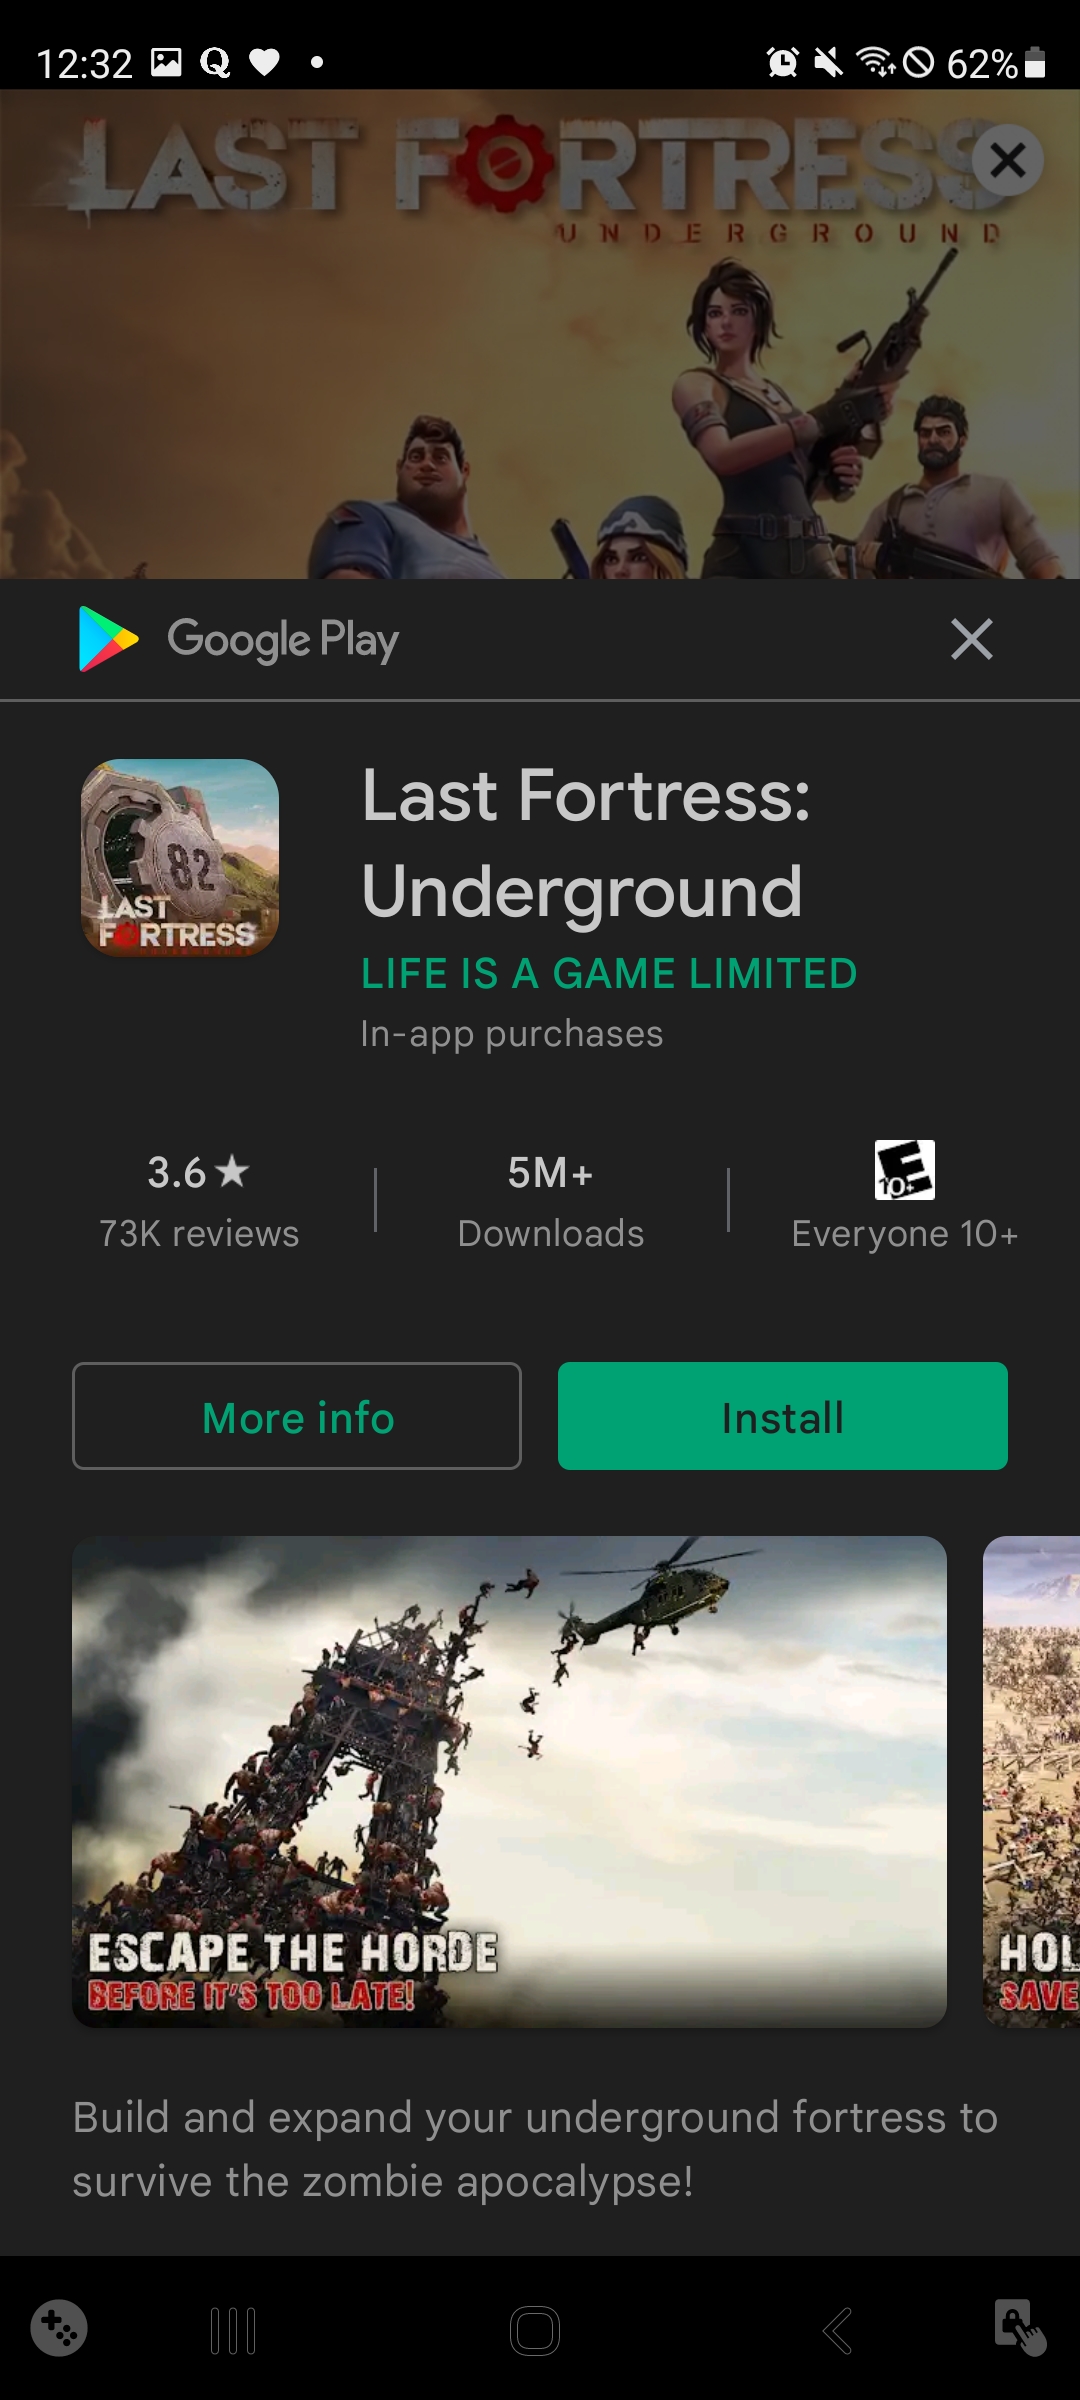 12:32
62%
LAST FORTRESS
UNDERGROUND
Google Play
82
LAST
FORTRESS
Last Fortress:
Underground
LIFE IS A GAME LIMITED
In-app purchases
3.6★
73K reviews
5M+
Downloads
E
10+
Everyone 10+
More info
Install
ESCAPE THE HORDE
BEFORE IT'S TOO LATE!
HOL
SAVE
Build and expand your underground fortress to
survive the zombie apocalypse!